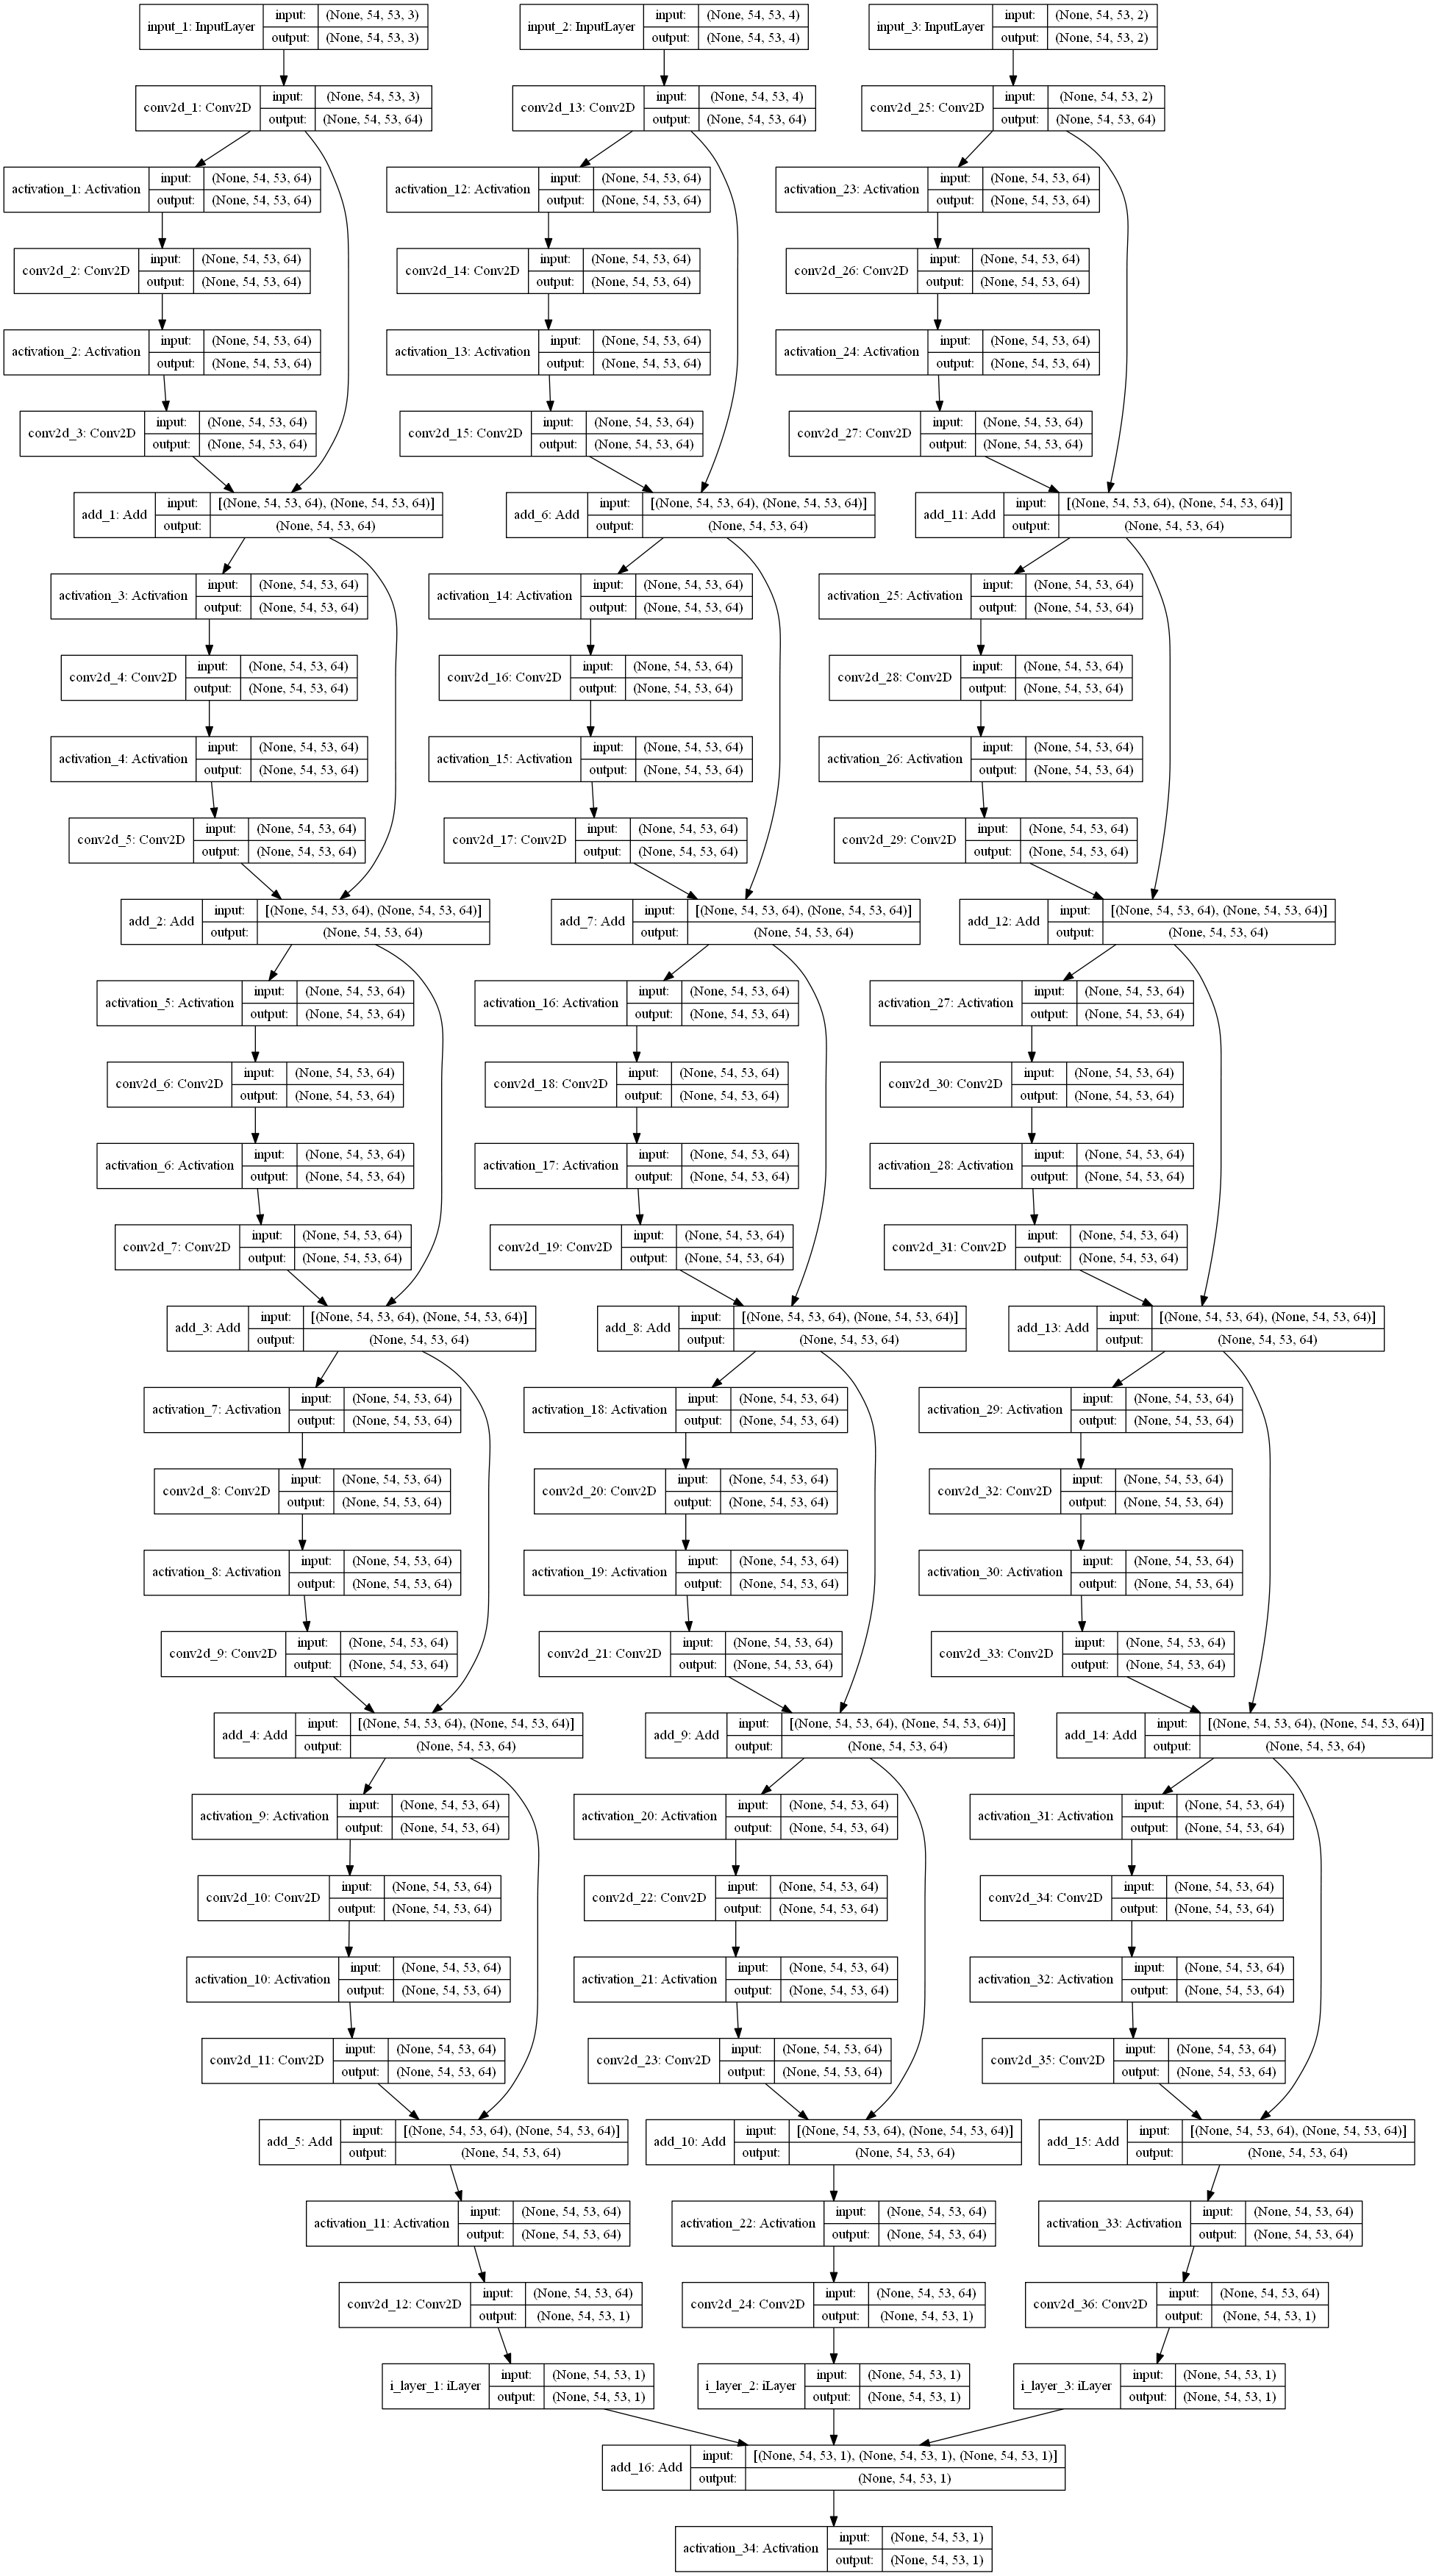 input_1: InputLayer
input: (None, 54, 53, 3)
output: (None, 54, 53, 3)
input_2: InputLayer
input: (None, 54, 53, 4)
output: (None, 54, 53, 4)
input_3: InputLayer
input: (None, 54, 53, 2)
output: (None, 54, 53, 2)
conv2d_1: Conv2D
input: (None, 54, 53, 3)
output: (None, 54, 53, 64)
conv2d_13: Conv2D
input: (None, 54, 53, 4)
output: (None, 54, 53, 64)
conv2d_25: Conv2D
input: (None, 54, 53, 2)
output: (None, 54, 53, 64)
activation_1: Activation
input: (None, 54, 53, 64)
output: (None, 54, 53, 64)
activation_12: Activation
input: (None, 54, 53, 64)
output: (None, 54, 53, 64)
activation_23: Activation
input: (None, 54, 53, 64)
output: (None, 54, 53, 64)
conv2d_2: Conv2D
input: (None, 54, 53, 64)
output: (None, 54, 53, 64)
conv2d_14: Conv2D
input: (None, 54, 53, 64)
output: (None, 54, 53, 64)
conv2d_26: Conv2D
input: (None, 54, 53, 64)
output: (None, 54, 53, 64)
activation_2: Activation
input: (None, 54, 53, 64)
output: (None, 54, 53, 64)
activation_13: Activation
input: (None, 54, 53, 64)
output: (None, 54, 53, 64)
activation_24: Activation
input: (None, 54, 53, 64)
output: (None, 54, 53, 64)
conv2d_3: Conv2D
input: (None, 54, 53, 64)
output: (None, 54, 53, 64)
conv2d_15: Conv2D
input: (None, 54, 53, 64)
output: (None, 54, 53, 64)
conv2d_27: Conv2D
input: (None, 54, 53, 64)
output: (None, 54, 53, 64)
add_1: Add
input: [(None, 54, 53, 64), (None, 54, 53, 64)]
output: (None, 54, 53, 64)
add_6: Add
input: [(None, 54, 53, 64), (None, 54, 53, 64)]
output: (None, 54, 53, 64)
add_11: Add
input: [(None, 54, 53, 64), (None, 54, 53, 64)]
output: (None, 54, 53, 64)
activation_3: Activation
input: (None, 54, 53, 64)
output: (None, 54, 53, 64)
activation_14: Activation
input: (None, 54, 53, 64)
output: (None, 54, 53, 64)
activation_25: Activation
input: (None, 54, 53, 64)
output: (None, 54, 53, 64)
conv2d_4: Conv2D
input: (None, 54, 53, 64)
output: (None, 54, 53, 64)
conv2d_16: Conv2D
input: (None, 54, 53, 64)
output: (None, 54, 53, 64)
conv2d_28: Conv2D
input: (None, 54, 53, 64)
output: (None, 54, 53, 64)
activation_4: Activation
input: (None, 54, 53, 64)
output: (None, 54, 53, 64)
activation_15: Activation
input: (None, 54, 53, 64)
output: (None, 54, 53, 64)
activation_26: Activation
input: (None, 54, 53, 64)
output: (None, 54, 53, 64)
conv2d_5: Conv2D
input: (None, 54, 53, 64)
output: (None, 54, 53, 64)
conv2d_17: Conv2D
input: (None, 54, 53, 64)
output: (None, 54, 53, 64)
conv2d_29: Conv2D
input: (None, 54, 53, 64)
output: (None, 54, 53, 64)
add_2: Add
input: [(None, 54, 53, 64), (None, 54, 53, 64)]
output: (None, 54, 53, 64)
add_7: Add
input: [(None, 54, 53, 64), (None, 54, 53, 64)]
output: (None, 54, 53, 64)
add_12: Add
input: [(None, 54, 53, 64), (None, 54, 53, 64)]
output: (None, 54, 53, 64)
activation_5: Activation
input: (None, 54, 53, 64)
output: (None, 54, 53, 64)
activation_16: Activation
input: (None, 54, 53, 64)
output: (None, 54, 53, 64)
activation_27: Activation
input: (None, 54, 53, 64)
output: (None, 54, 53, 64)
conv2d_6: Conv2D
input: (None, 54, 53, 64)
output: (None, 54, 53, 64)
conv2d_18: Conv2D
input: (None, 54, 53, 64)
output: (None, 54, 53, 64)
conv2d_30: Conv2D
input: (None, 54, 53, 64)
output: (None, 54, 53, 64)
activation_6: Activation
input: (None, 54, 53, 64)
output: (None, 54, 53, 64)
activation_17: Activation
input: (None, 54, 53, 64)
output: (None, 54, 53, 64)
activation_28: Activation
input: (None, 54, 53, 64)
output: (None, 54, 53, 64)
conv2d_7: Conv2D
input: (None, 54, 53, 64)
output: (None, 54, 53, 64)
conv2d_19: Conv2D
input: (None, 54, 53, 64)
output: (None, 54, 53, 64)
conv2d_31: Conv2D
input: (None, 54, 53, 64)
output: (None, 54, 53, 64)
add_3: Add
input: [(None, 54, 53, 64), (None, 54, 53, 64)]
output: (None, 54, 53, 64)
add_8: Add
input: [(None, 54, 53, 64), (None, 54, 53, 64)]
output: (None, 54, 53, 64)
add_13: Add
input: [(None, 54, 53, 64), (None, 54, 53, 64)]
output: (None, 54, 53, 64)
activation_7: Activation
input: (None, 54, 53, 64)
output: (None, 54, 53, 64)
activation_18: Activation
input: (None, 54, 53, 64)
output: (None, 54, 53, 64)
activation_29: Activation
input: (None, 54, 53, 64)
output: (None, 54, 53, 64)
conv2d_8: Conv2D
input: (None, 54, 53, 64)
output: (None, 54, 53, 64)
conv2d_20: Conv2D
input: (None, 54, 53, 64)
output: (None, 54, 53, 64)
conv2d_32: Conv2D
input: (None, 54, 53, 64)
output: (None, 54, 53, 64)
activation_8: Activation
input: (None, 54, 53, 64)
output: (None, 54, 53, 64)
activation_19: Activation
input: (None, 54, 53, 64)
output: (None, 54, 53, 64)
activation_30: Activation
input: (None, 54, 53, 64)
output: (None, 54, 53, 64)
conv2d_9: Conv2D
input: (None, 54, 53, 64)
output: (None, 54, 53, 64)
conv2d_21: Conv2D
input: (None, 54, 53, 64)
output: (None, 54, 53, 64)
conv2d_33: Conv2D
input: (None, 54, 53, 64)
output: (None, 54, 53, 64)
add_4: Add
input: [(None, 54, 53, 64), (None, 54, 53, 64)]
output: (None, 54, 53, 64)
add_9: Add
input: [(None, 54, 53, 64), (None, 54, 53, 64)]
output: (None, 54, 53, 64)
add_14: Add
input: [(None, 54, 53, 64), (None, 54, 53, 64)]
output: (None, 54, 53, 64)
activation_9: Activation
input: (None, 54, 53, 64)
output: (None, 54, 53, 64)
activation_20: Activation
input: (None, 54, 53, 64)
output: (None, 54, 53, 64)
activation_31: Activation
input: (None, 54, 53, 64)
output: (None, 54, 53, 64)
conv2d_10: Conv2D
input: (None, 54, 53, 64)
output: (None, 54, 53, 64)
conv2d_22: Conv2D
input: (None, 54, 53, 64)
output: (None, 54, 53, 64)
conv2d_34: Conv2D
input: (None, 54, 53, 64)
output: (None, 54, 53, 64)
activation_10: Activation
input: (None, 54, 53, 64)
output: (None, 54, 53, 64)
activation_21: Activation
input: (None, 54, 53, 64)
output: (None, 54, 53, 64)
activation_32: Activation
input: (None, 54, 53, 64)
output: (None, 54, 53, 64)
conv2d_11: Conv2D
input: (None, 54, 53, 64)
output: (None, 54, 53, 64)
conv2d_23: Conv2D
input: (None, 54, 53, 64)
output: (None, 54, 53, 64)
conv2d_35: Conv2D
input: (None, 54, 53, 64)
output: (None, 54, 53, 64)
add_5: Add
input: [(None, 54, 53, 64), (None, 54, 53, 64)]
output: (None, 54, 53, 64)
add_10: Add
input: [(None, 54, 53, 64), (None, 54, 53, 64)]
output: (None, 54, 53, 64)
add_15: Add
input: [(None, 54, 53, 64), (None, 54, 53, 64)]
output: (None, 54, 53, 64)
activation_11: Activation
input: (None, 54, 53, 64)
output: (None, 54, 53, 64)
activation_22: Activation
input: (None, 54, 53, 64)
output: (None, 54, 53, 64)
activation_33: Activation
input: (None, 54, 53, 64)
output: (None, 54, 53, 64)
conv2d_12: Conv2D
input: (None, 54, 53, 64)
output: (None, 54, 53, 1)
conv2d_24: Conv2D
input: (None, 54, 53, 64)
output: (None, 54, 53, 1)
conv2d_36: Conv2D
input: (None, 54, 53, 64)
output: (None, 54, 53, 1)
i_layer_1: iLayer
input: (None, 54, 53, 1)
output: (None, 54, 53, 1)
i_layer_2: iLayer
input: (None, 54, 53, 1)
output: (None, 54, 53, 1)
i_layer_3: iLayer
input: (None, 54, 53, 1)
output: (None, 54, 53, 1)
add_16: Add
input: [(None, 54, 53, 1), (None, 54, 53, 1), (None, 54, 53, 1)]
output: (None, 54, 53, 1)
activation_34: Activation
input: (None, 54, 53, 1)
output: (None, 54, 53, 1)